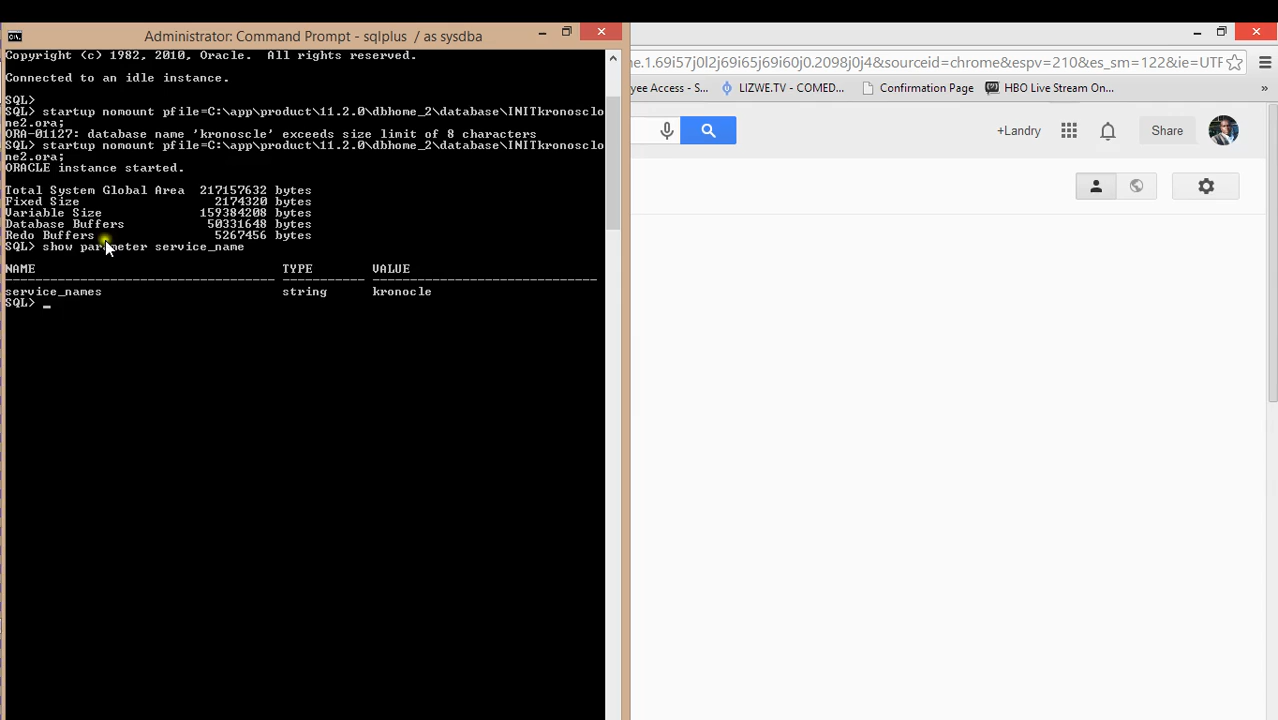 Administrator: Command Prompt - sqlplus  / as sysdba
Copyright (c) 1982, 2010, Oracle.  All rights reserved.
Connected to an idle instance.
SQL>
SQL> startup nomount pfile=C:\app\product\11.2.0\dbhome_2\database\INITkronosclo
ne2.ora;
ORA-01127: database name 'kronoscle' exceeds size limit of 8 characters
SQL> startup nomount pfile=C:\app\product\11.2.0\dbhome_2\database\INITkronosclo
ne2.ora;
ORACLE instance started.
Total System Global Area  217157632 bytes
Fixed Size                  2174320 bytes
Variable Size             159384208 bytes
Database Buffers           50331648 bytes
Redo Buffers                5267456 bytes
SQL> show parameter service_name
NAME                                 TYPE        VALUE
------------------------------------ ----------- ------------------------------
service_names                        string      kronocle
SQL> _
e.1.69i57j0l2j69i65j69i60j0.2098j0j4&sourceid=chrome&espv=210&es_sm=122&ie=UTF
yee Access - S... LIZWE.TV - COMED... Confirmation Page HBO Live Stream On... »
+Landry Share